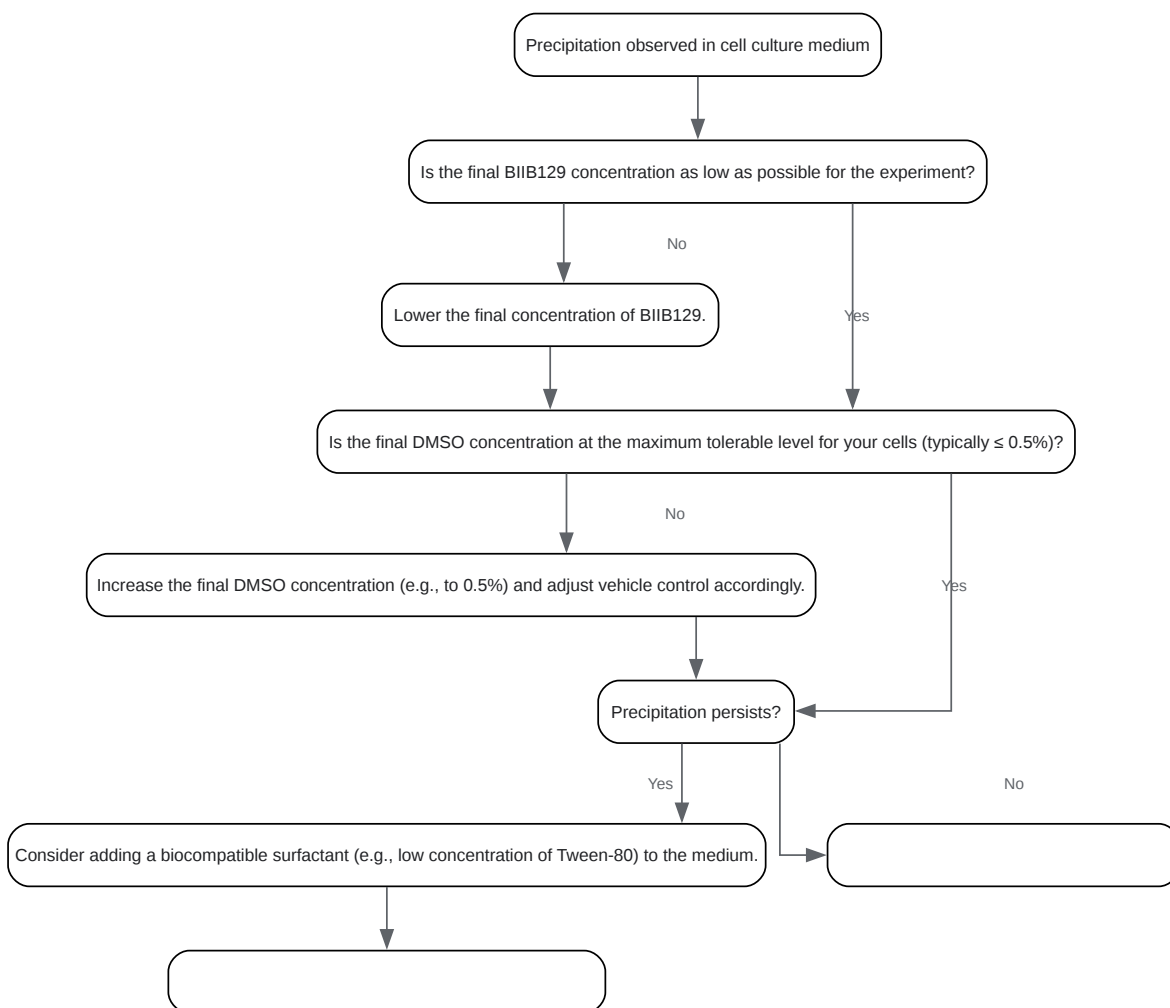 Precipitation observed in cell culture medium
Is the final BIIB129 concentration as low as possible for the experiment?
No
Lower the final concentration of BIIB129.
Yes
Is the final DMSO concentration at the maximum tolerable level for your cells (typically ≤ 0.5%)?
No
Increase the final DMSO concentration (e.g., to 0.5%) and adjust vehicle control accordingly.
Yes
Precipitation persists?
Yes
No
Consider adding a biocompatible surfactant (e.g., low concentration of Tween-80) to the medium.